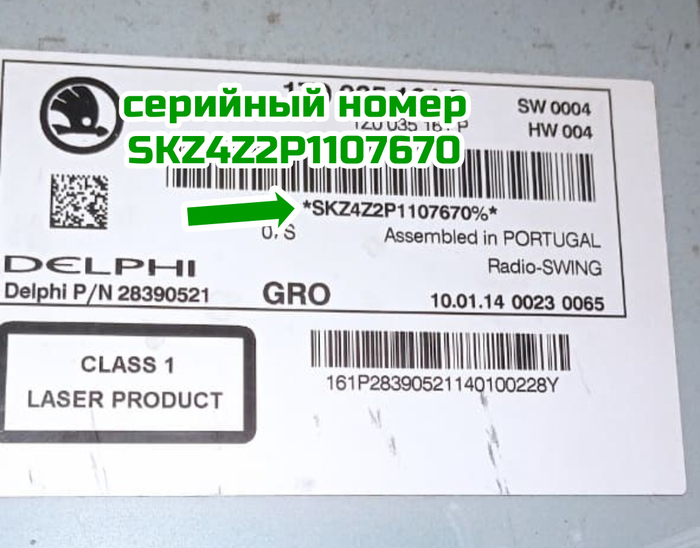 серийный номер
SKZ4Z2P1107670
SW 0004
HW 004
*SKZ4Z2P1107670%*
Assembled in PORTUGAL
Radio-SWING
DELPHI
Delphi P/N 28390521
GRO
10.01.14 0023 0065
CLASS 1
LASER PRODUCT
161P28390521140100228Y